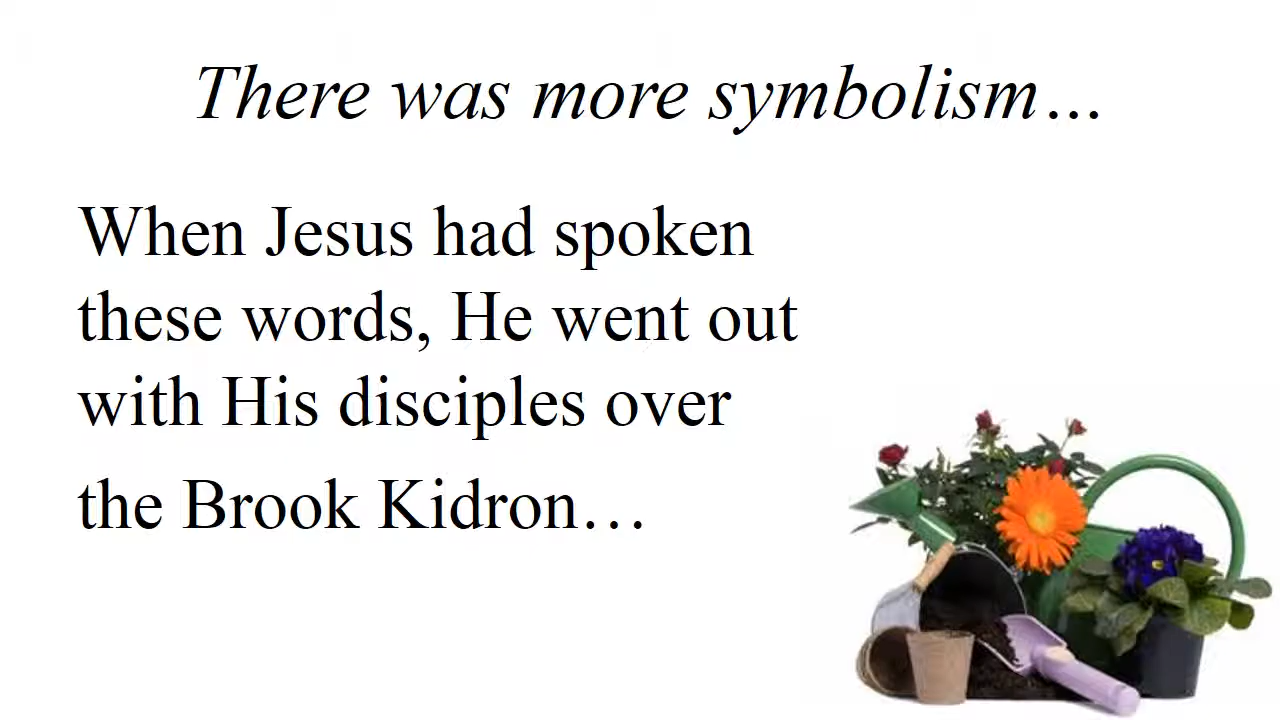 There was more symbolism…
When Jesus had spoken
these words, He went out
with His disciples over
the Brook Kidron…